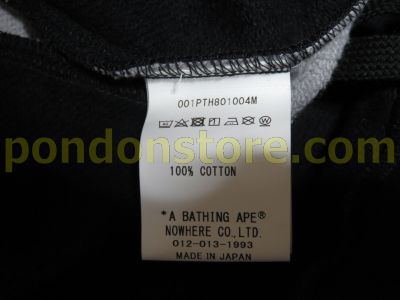 001PTH801004M
pondonstore.com
100% COTTON
*A BATHING APE®
NOWHERE CO.,LTD.
012-013-1993
MADE IN JAPAN